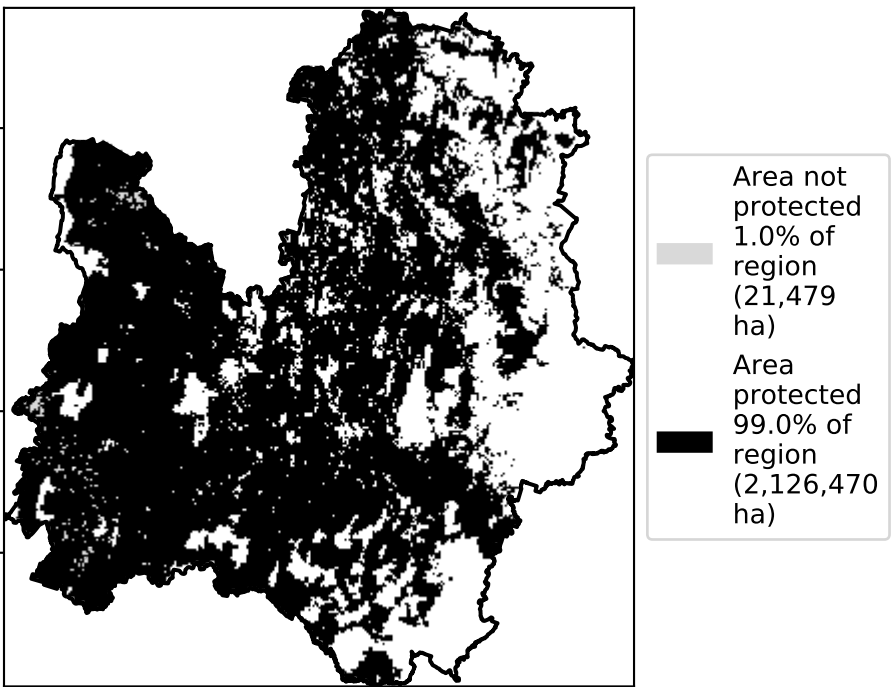 Area not
protected
1.0% of
region
(21,479
ha)
Area
protected
99.0% of
region
(2,126,470
ha)